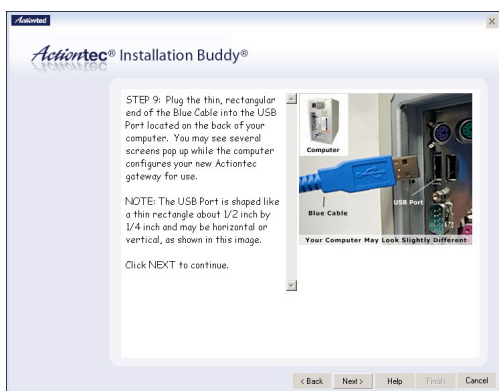 Actiontec
Actiontec® Installation Buddy®
STEP 9: Plug the thin, rectangular
end of the Blue Cable into the USB
Port located on the back of your
computer. You may see several
screens pop up while the computer
configures your new Actiontec
gateway for use.
NOTE: The USB Port is shaped like
a thin rectangle about 1/2 inch by
1/4 inch and may be horizontal or
vertical, as shown in this image.
Click NEXT to continue.
Computer
USB Port
Blue Cable
Your Computer May Look Slightly Different
< Back
Next >
Help
Finish
Cancel